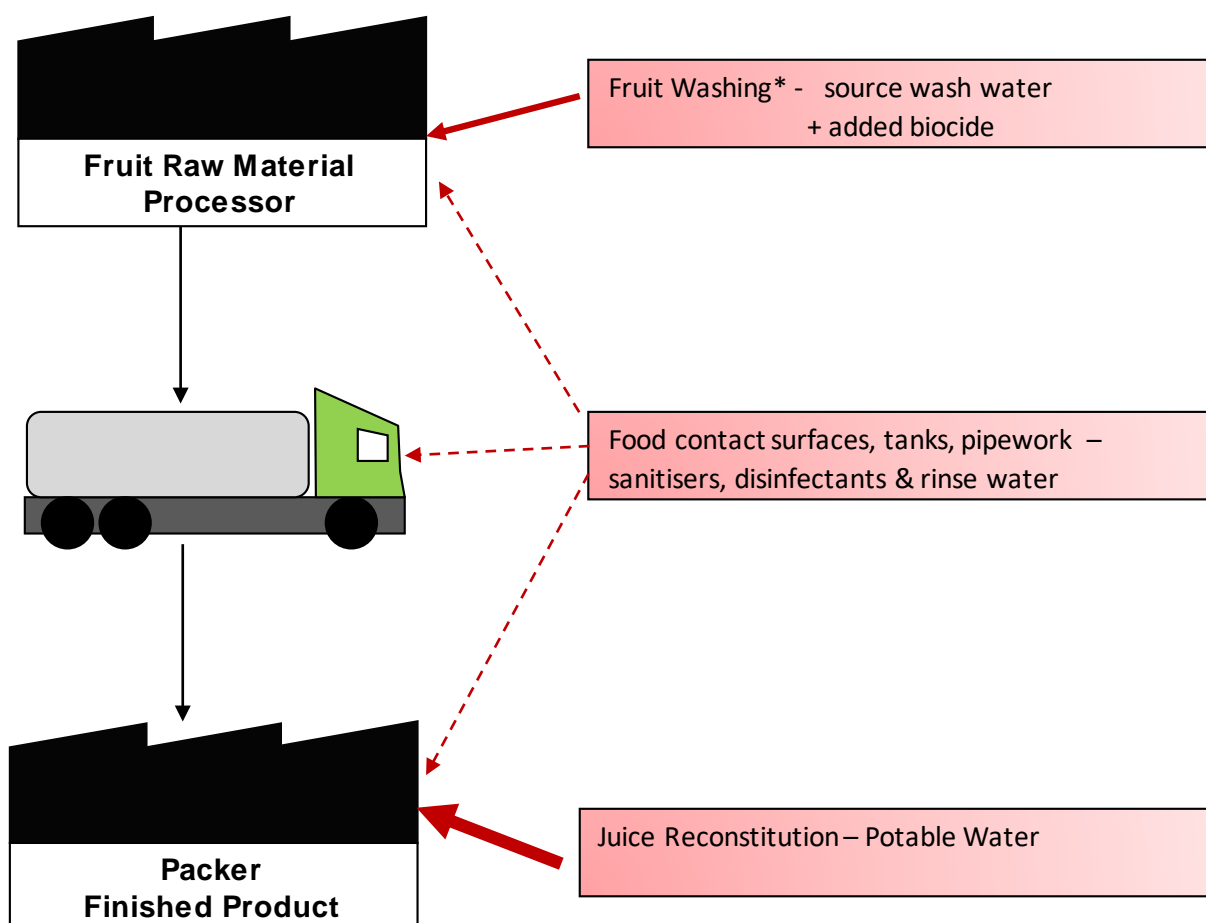 Fruit Washing* - source wash water
+ added biocide
Fruit Raw Material
Processor
Food contact surfaces, tanks, pipework –
sanitisers, disinfectants & rinse water
Juice Reconstitution – Potable Water
Packer
Finished Product